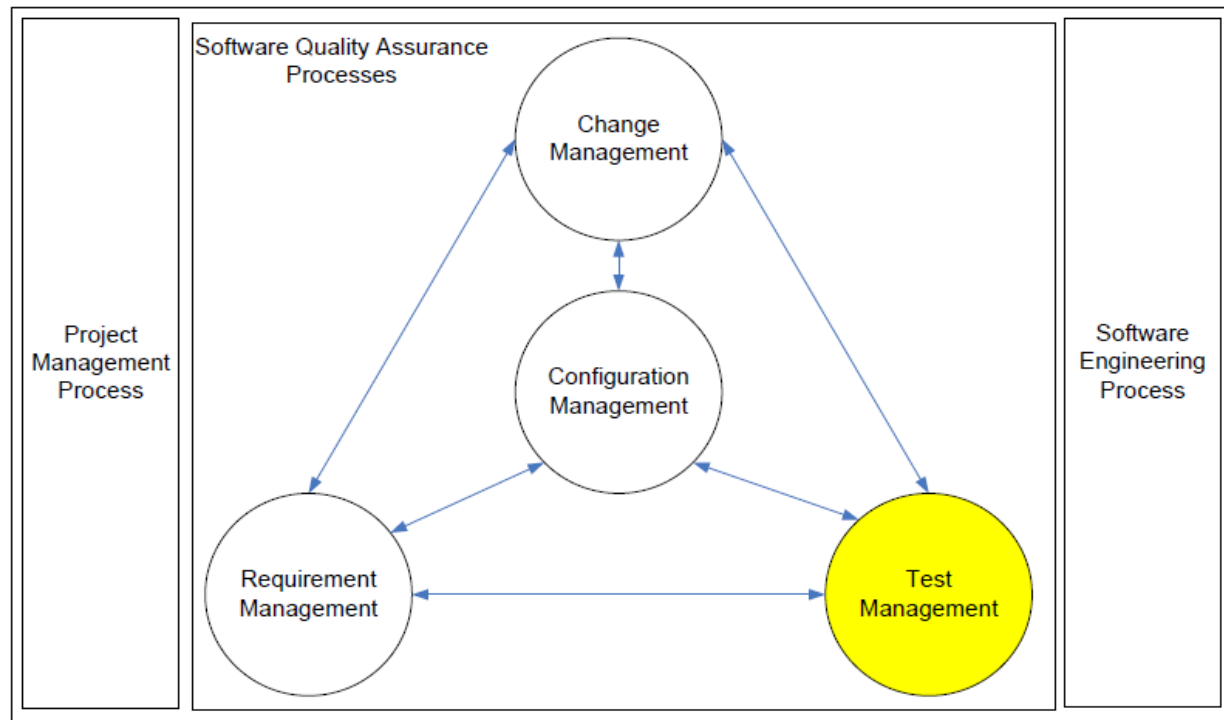 Software Quality Assurance
Processes
Change
Management
Project
Management
Process
Configuration
Management
Software
Engineering
Process
Requirement
Management
Test
Management